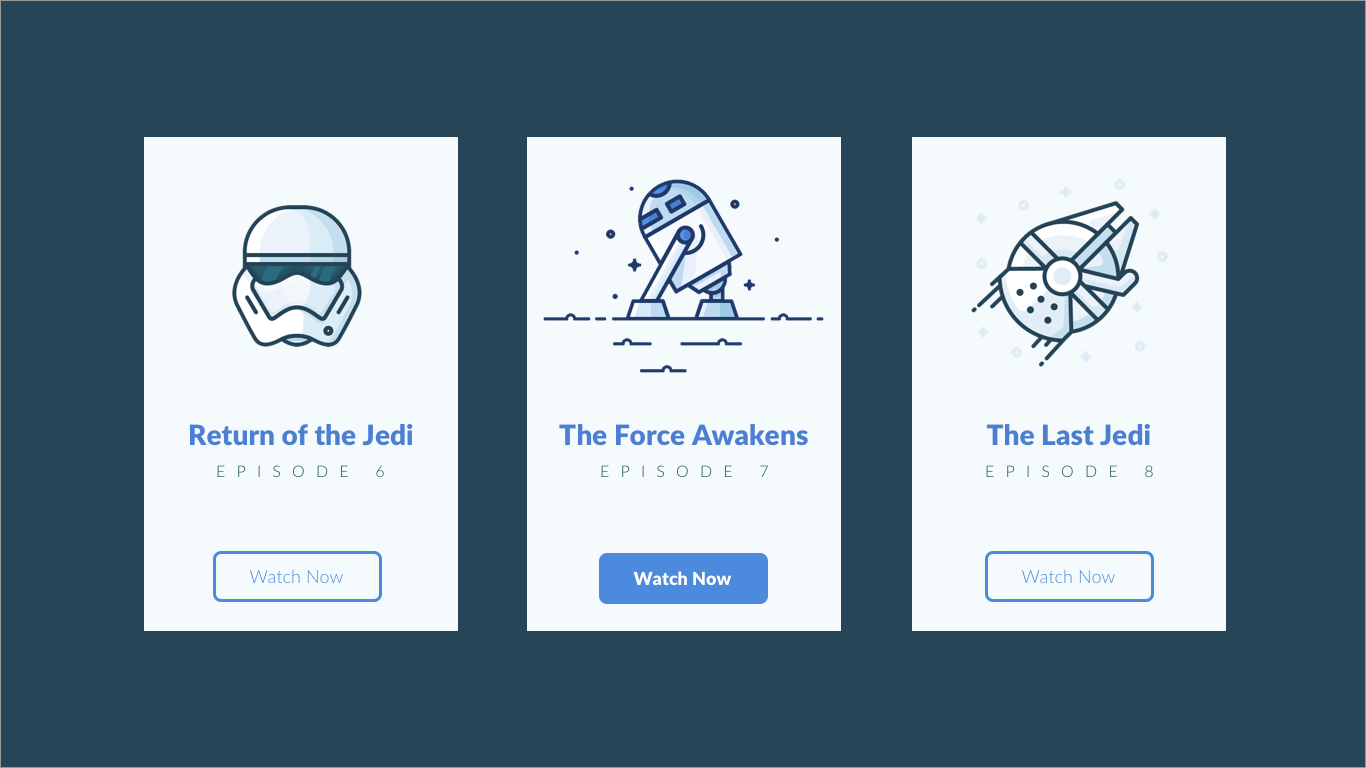 Return of the Jedi
EPISODE 6
Watch Now
The Force Awakens
EPISODE 7
Watch Now
The Last Jedi
EPISODE 8
Watch Now